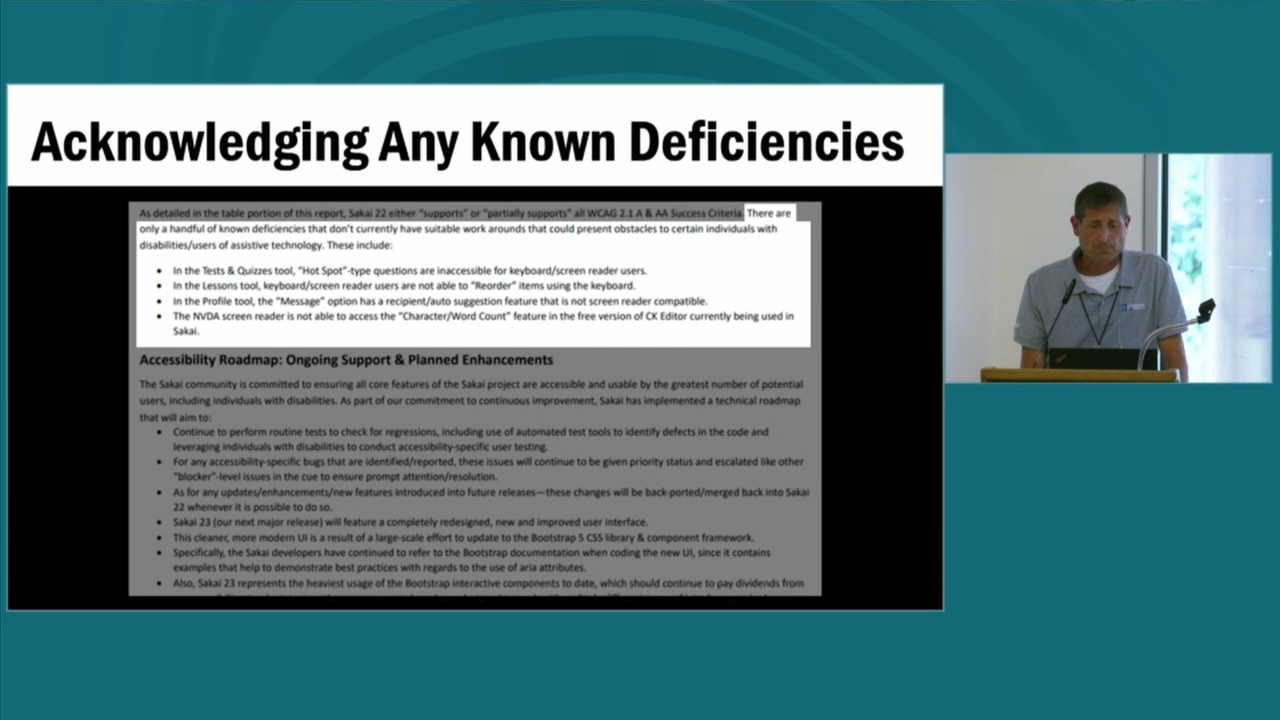 Acknowledging Any Known Deficiencies
As detailed in the table portion of this report, Sakai 22 either “supports” or “partially supports” all WCAG 2.1 A & AA Success Criteria. There are
only a handful of known deficiencies that don’t currently have suitable work arounds that could present obstacles to certain individuals with
disabilities/users of assistive technology. These include:
• In the Tests & Quizzes tool, “Hot Spot”-type questions are inaccessible for keyboard/screen reader users.
• In the Lessons tool, keyboard/screen reader users are not able to “Reorder” items using the keyboard.
• In the Profile tool, the “Message” option has a recipient/auto suggestion feature that is not screen reader compatible.
• The NVDA screen reader is not able to access the “Character/Word Count” feature in the free version of CK Editor currently being used in
Sakai.
Accessibility Roadmap: Ongoing Support & Planned Enhancements
The Sakai community is committed to ensuring all core features of the Sakai project are accessible and usable by the greatest number of potential
users, including individuals with disabilities. As part of our commitment to continuous improvement, Sakai has implemented a technical roadmap
that will aim to:
• Continue to perform routine tests to check for regressions, including use of automated test tools to identify defects in the code and
leveraging individuals with disabilities to conduct accessibility-specific user testing.
• For any accessibility-specific bugs that are identified/reported, these issues will continue to be given priority status and escalated like other
“blocker”-level issues in the cue to ensure prompt attention/resolution.
• As for any updates/enhancements/new features introduced into future releases—these changes will be back-ported/merged back into Sakai
22 whenever it is possible to do so.
• Sakai 23 (our next major release) will feature a completely redesigned, new and improved user interface.
• This cleaner, more modern UI is a result of a large-scale effort to update to the Bootstrap 5 CSS library & component framework.
• Specifically, the Sakai developers have continued to refer to the Bootstrap documentation when coding the new UI, since it contains
examples that help to demonstrate best practices with regards to the use of aria attributes.
• Also, Sakai 23 represents the heaviest usage of the Bootstrap interactive components to date, which should continue to pay dividends from